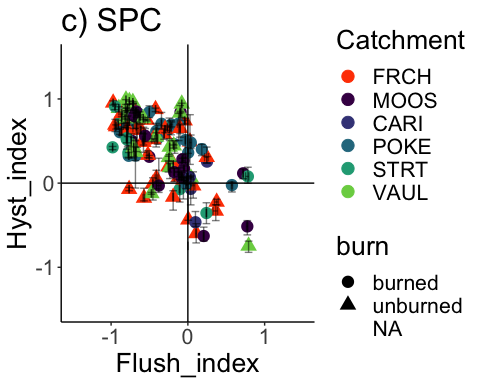 c) SPC
Hyst_index
1
0
-1
-1
0
1
Flush_index
Catchment
FRCH
MOOS
CARI
POKE
STRT
VAUL
burn
burned
unburned
NA